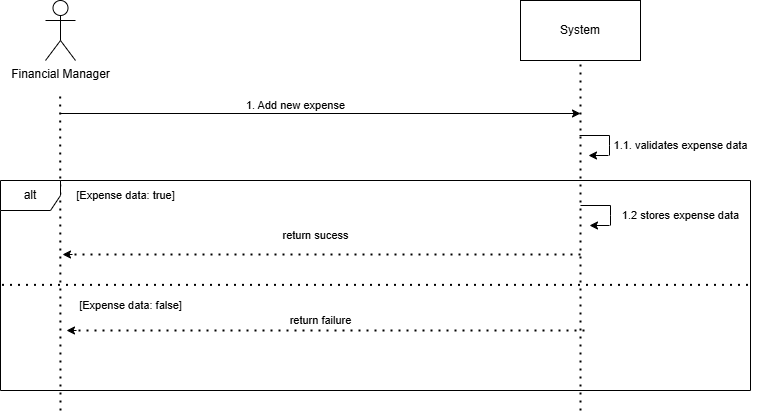 System
Financial Manager
1. Add new expense
1.1. validates expense data
alt
[Expense data: true]
1.2 stores expense data
return sucess
[Expense data: false]
return failure